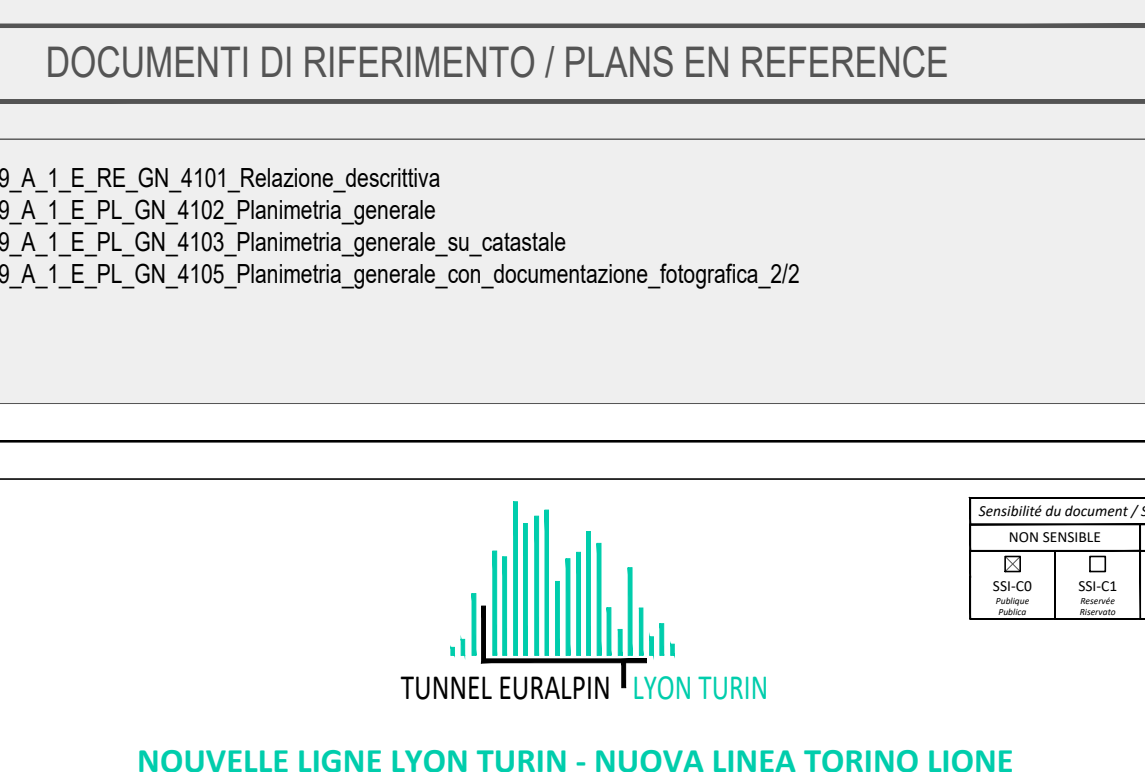 DOCUMENTI DI RIFERIMENTO / PLANS EN REFERENCE
9_A_1_E_RE_GN_4101_Relazione_descrittiva
9_A_1_E_PL_GN_4102_Planimetria_generale
9_A_1_E_PL_GN_4103_Planimetria_generale_su_catastale
9_A_1_E_PL_GN_4105_Planimetria_generale_con_documentazione_fotografica_2/2
Sensibilité du document / S
NON SENSIBLE
SSI-C0 SSI-C1
Publique Reservée
Publica Riservato
TUNNEL EURALPIN LYON TURIN
NOUVELLE LIGNE LYON TURIN - NUOVA LINEA TORINO LIONE